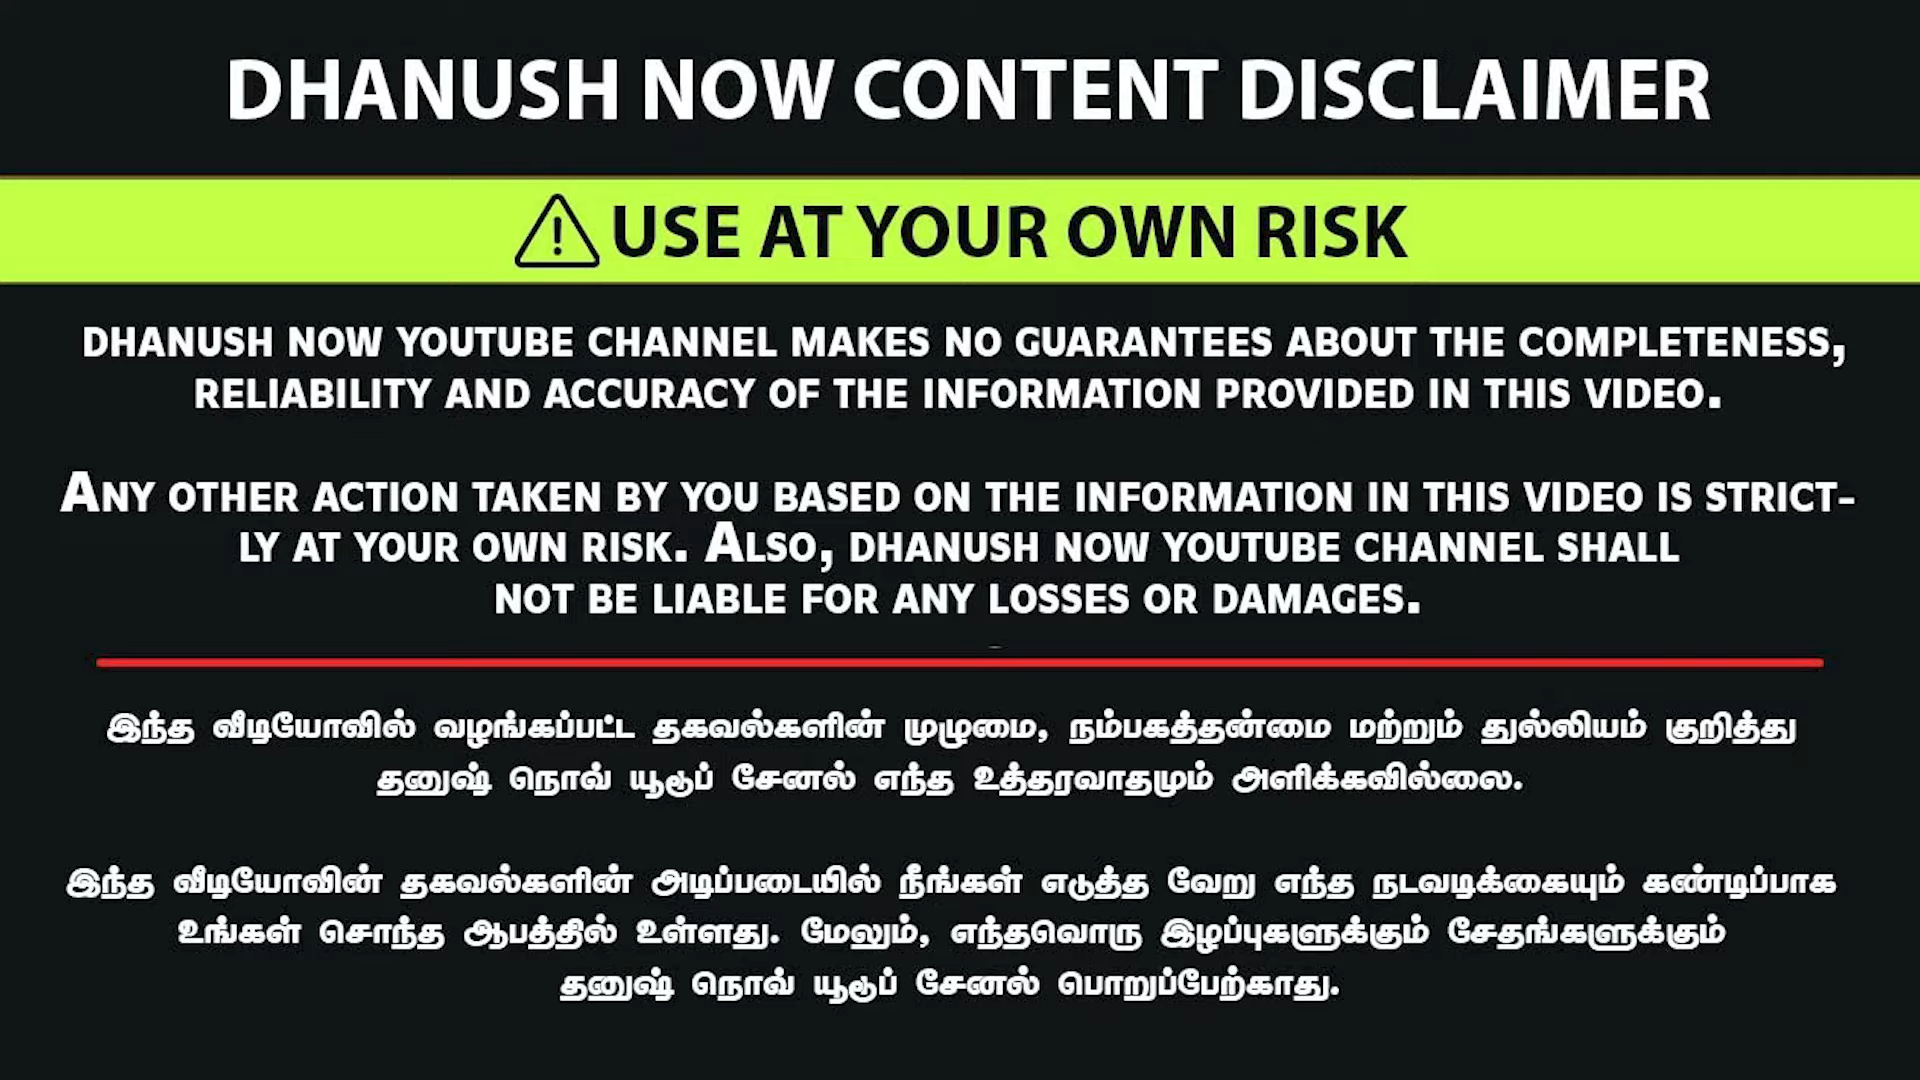 DHANUSH NOW CONTENT DISCLAIMER
USE AT YOUR OWN RISK
DHANUSH NOW YOUTUBE CHANNEL MAKES NO GUARANTEES ABOUT THE COMPLETENESS,
RELIABILITY AND ACCURACY OF THE INFORMATION PROVIDED IN THIS VIDEO.
ANY OTHER ACTION TAKEN BY YOU BASED ON THE INFORMATION IN THIS VIDEO IS STRICT-
LY AT YOUR OWN RISK. ALSO, DHANUSH NOW YOUTUBE CHANNEL SHALL
NOT BE LIABLE FOR ANY LOSSES OR DAMAGES.
இந்த வீடியோவில் வழங்கப்பட்ட தகவல்களின் முழுமை, நம்பகத்தன்மை மற்றும் துல்லியம் குறித்து
தனுஷ் நொவ் யூடூப் சேனல் எந்த உத்தரவாதமும் அளிக்கவில்லை.
இந்த வீடியோவின் தகவல்களின் அடிப்படையில் நீங்கள் எடுத்த வேறு எந்த நடவடிக்கையும் கண்டிப்பாக
உங்கள் சொந்த ஆபத்தில் உள்ளது. மேலும், எந்தவொரு இழப்புகளுக்கும் சேதங்களுக்கும்
தனுஷ் நொவ் யூடூப் சேனல் பொறுப்பேற்காது.